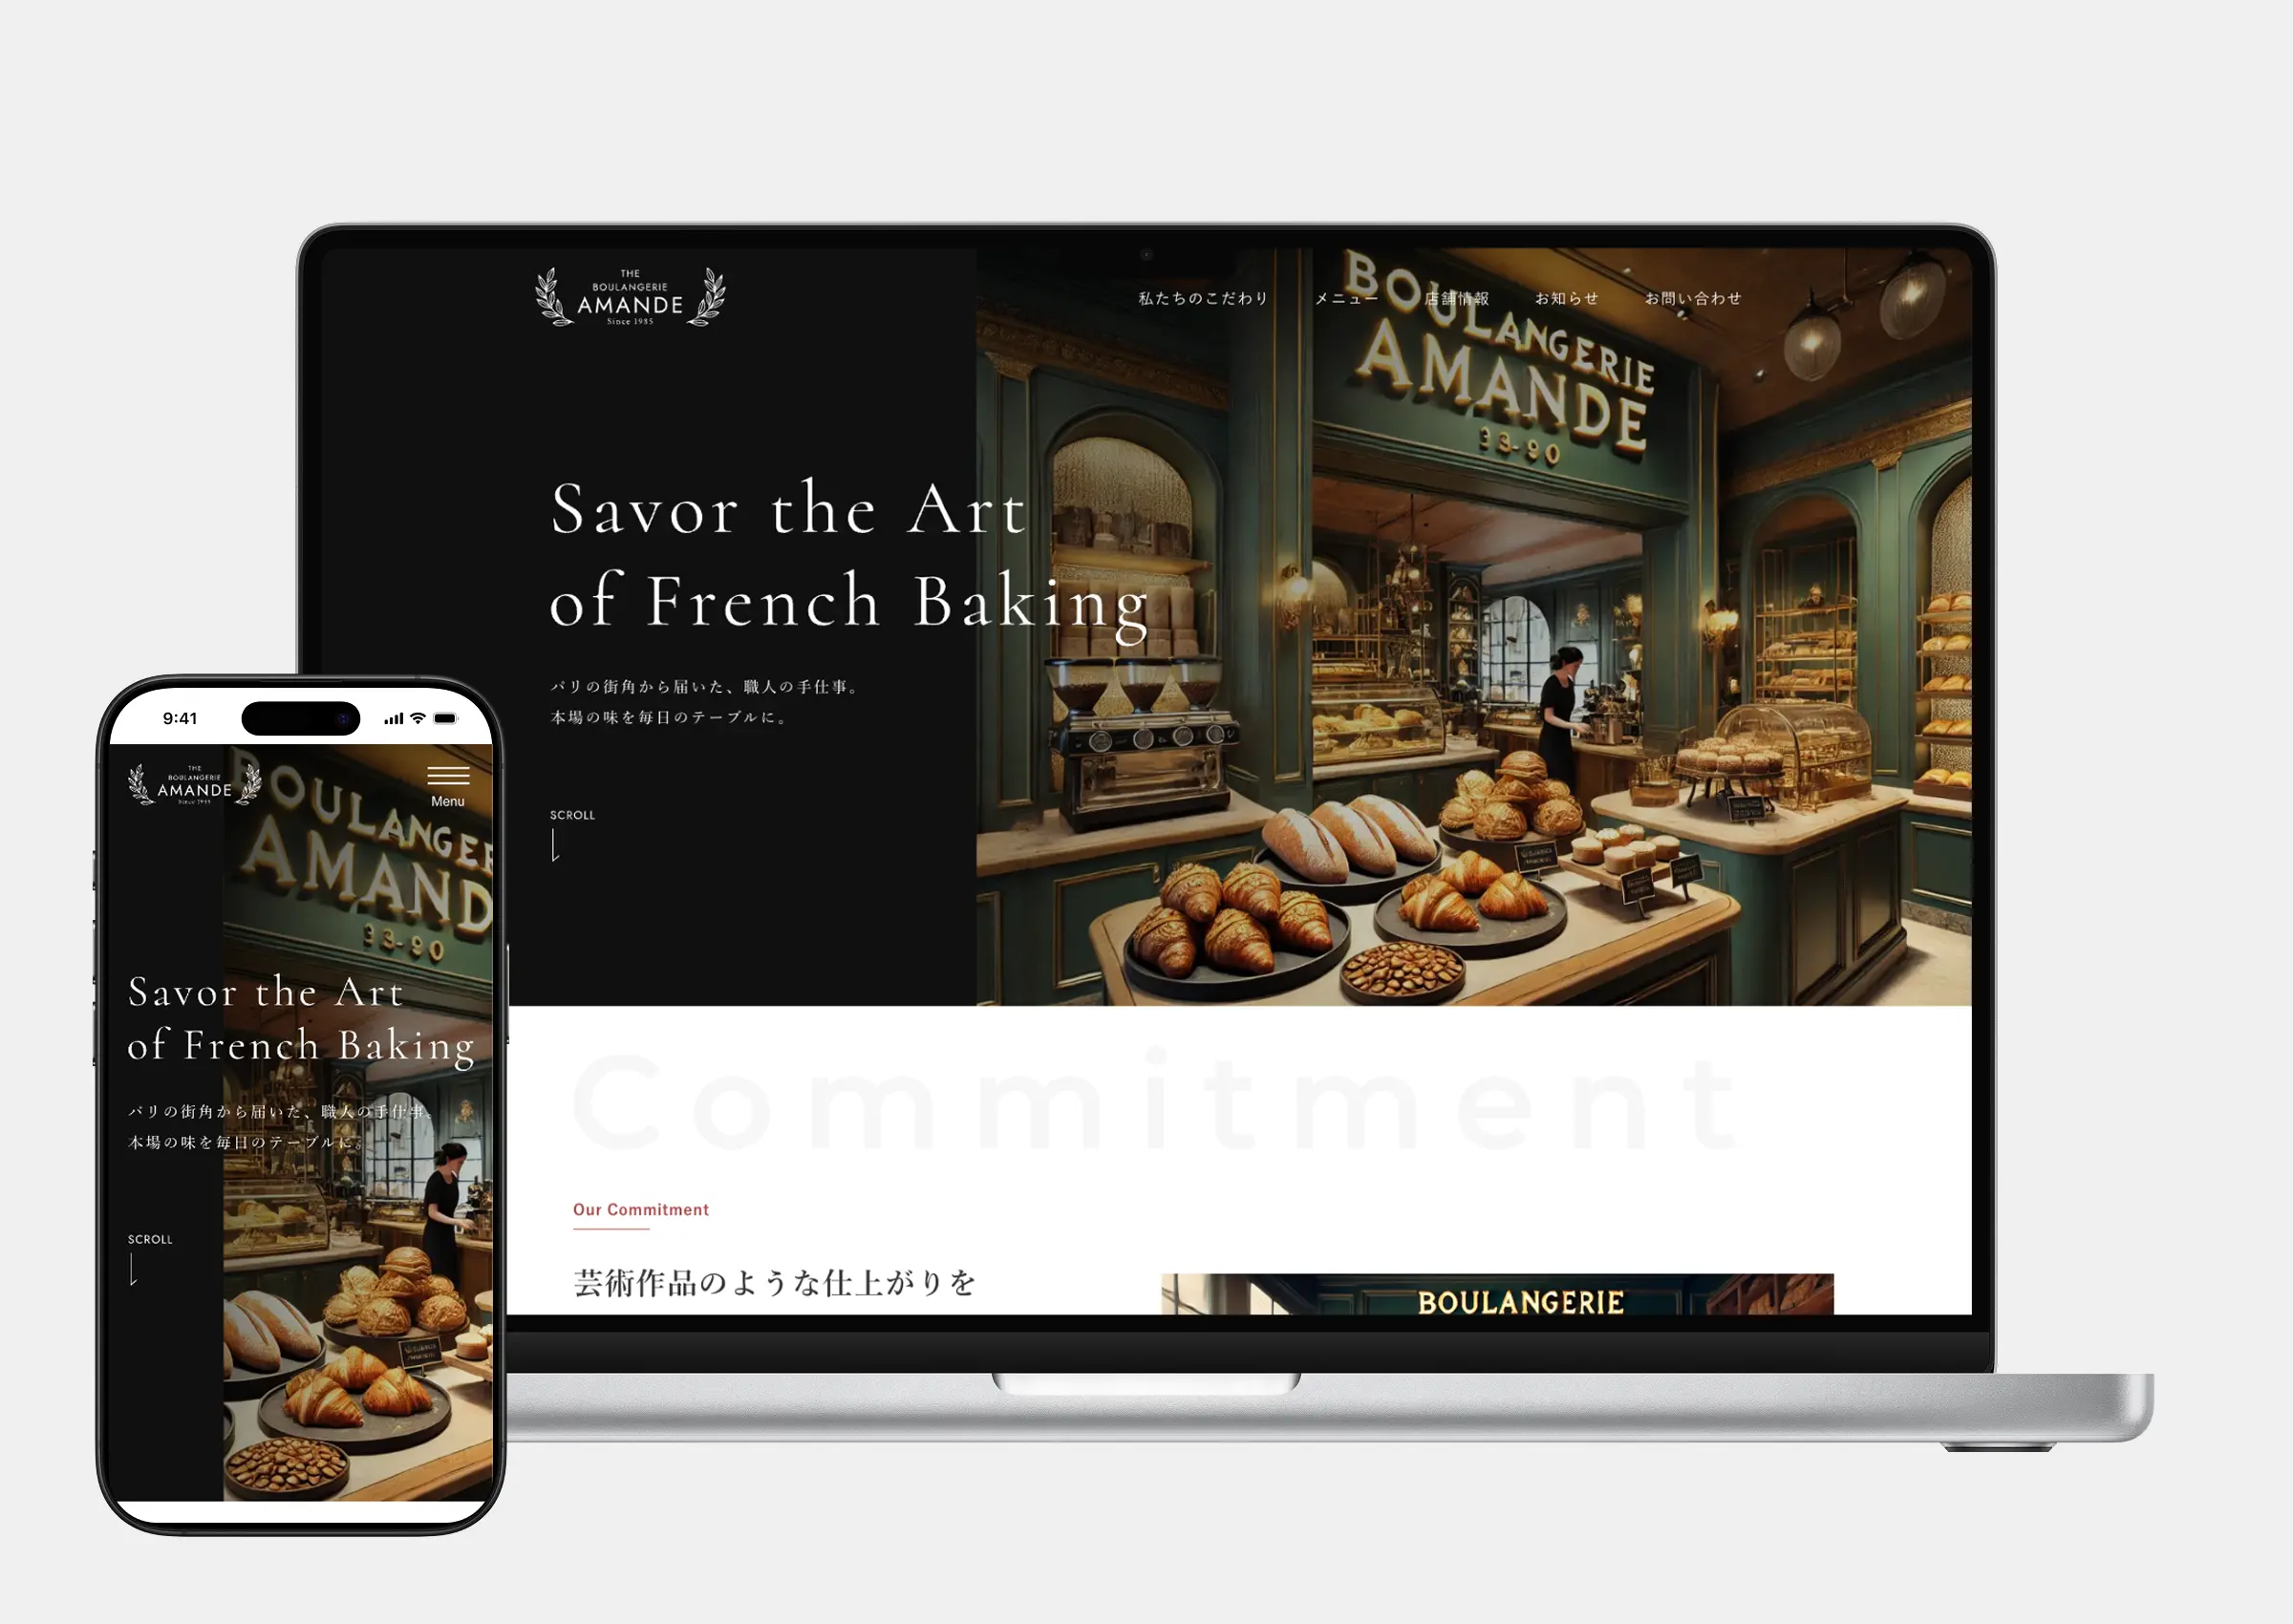 THE
BOULANGERIE
AMANDE
Since 1985
私たちのこだわり
メニュー
店舗情報
お知らせ
お問い合わせ
BOULANGERIE
AMANDE
33-90
Savor the Art
of French Baking
パリの街角から届いた、職人の手仕事。
本場の味を毎日のテーブルに。
SCROLL
Commitment
Our Commitment
芸術作品のような仕上がりを
BOULANGERIE
9:41
THE
BOULANGERIE
AMANDE
Since 1985
Menu
BOULANGER
AMAND
33-90
Savor the Art
of French Baking
パリの街角から届いた、職人の手仕事。
本場の味を毎日のテーブルに。
SCROLL